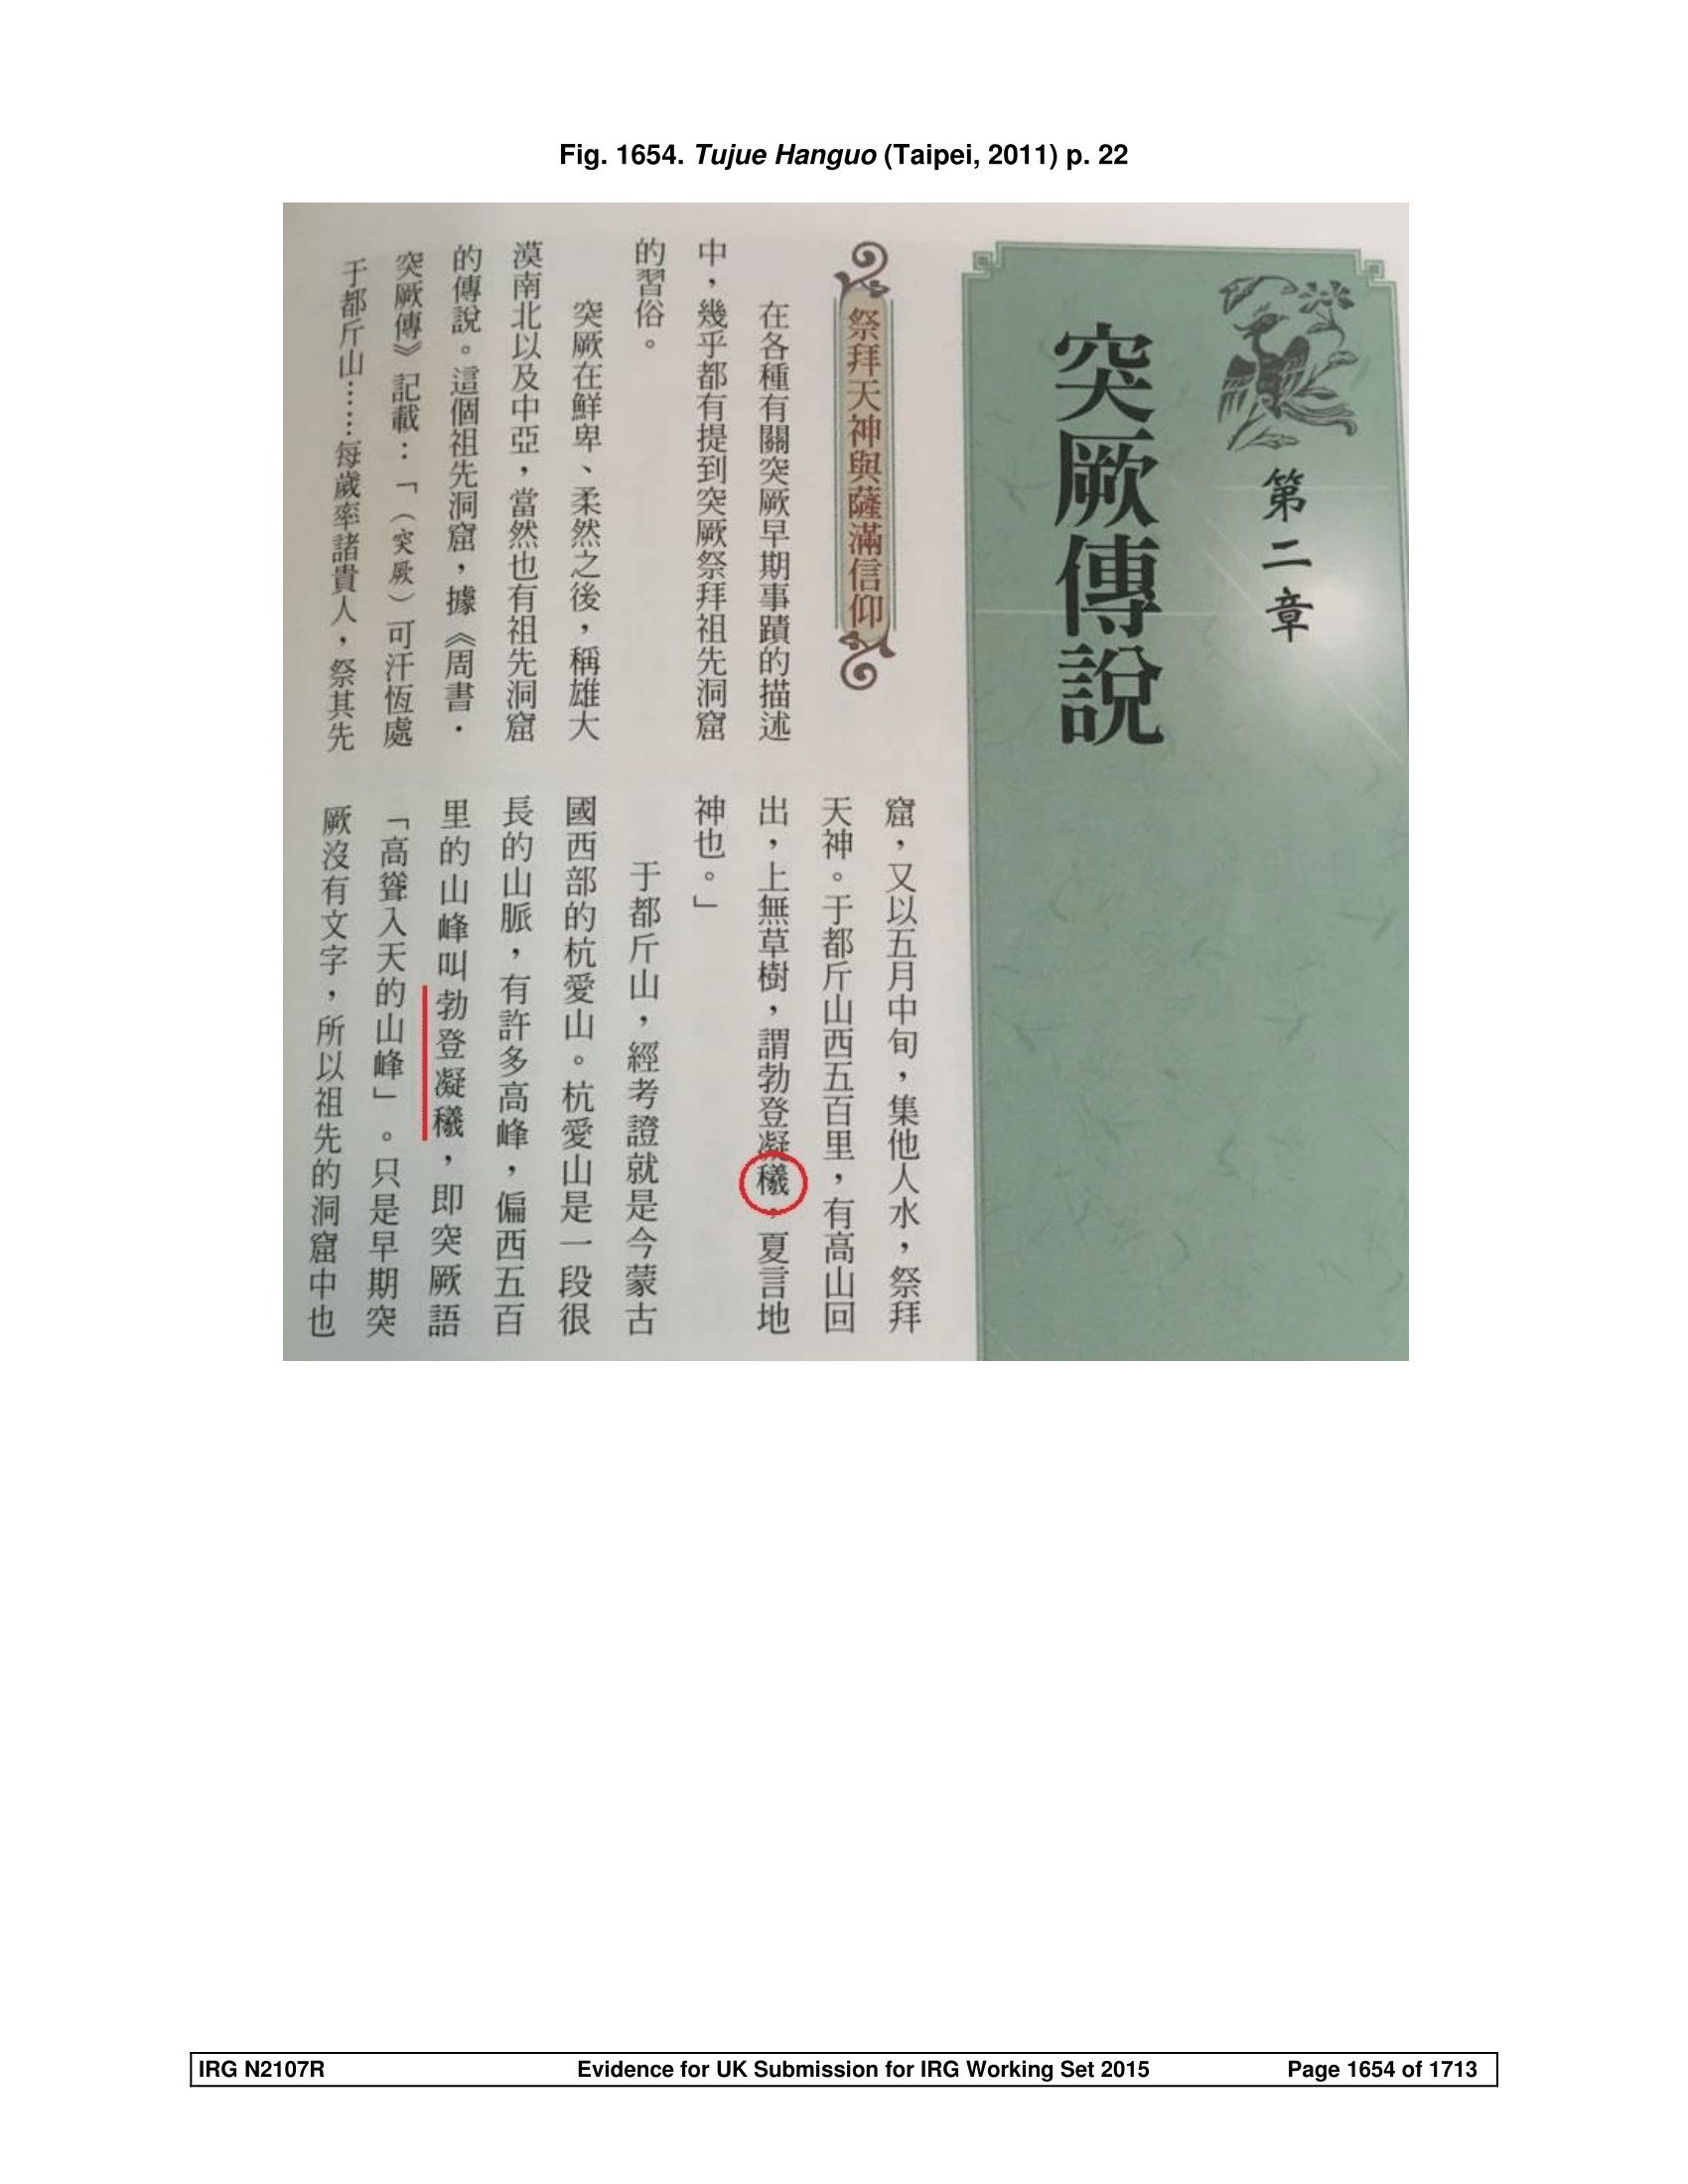 Fig. 1654. Tujue Hanguo (Taipei, 2011) p. 22
第二章
突厥傳說
祭拜天神與薩滿信仰
在各種有關突厥早期事蹟的描述
中，幾乎都有提到突厥祭拜祖先洞窟
的習俗。
突厥在鮮卑、柔然之後，稱雄大
漠南北以及中亞，當然也有祖先洞窟
的傳說。這個祖先洞窟，據《周書．
突厥傳》記載：「（突厥）可汗恆處
于都斤山……每歲率諸貴人，祭其先
窟，又以五月中旬，集他人水，祭拜
天神。于都斤山西五百里，有高山回
出，上無草樹，謂勃登凝，夏言地
神也。」
于都斤山，經考證就是今蒙古
國西部的杭愛山。杭愛山是一段很
長的山脈，有許多高峰，偏西五百
里的山峰叫勃登凝，即突厥語
「高聳入天的山峰」。只是早期突
厥沒有文字，所以祖先的洞窟中也
IRG N2107R Evidence for UK Submission for IRG Working Set 2015 Page 1654 of 1713